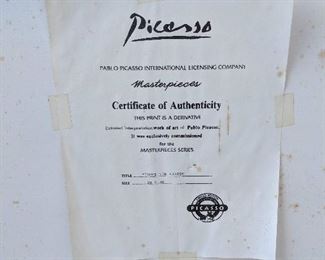 Picasso
PABLO PICASSO INTERNATIONAL LICENSING COMPANY
Masterpieces
Certificate of Authenticity
THIS PRINT IS A DERIVATIVE
work of art of Pablo Picasso.
It was exclusively commissioned
for the
MASTERPIECES SERIES
TITLE
SIZE
PICASSO